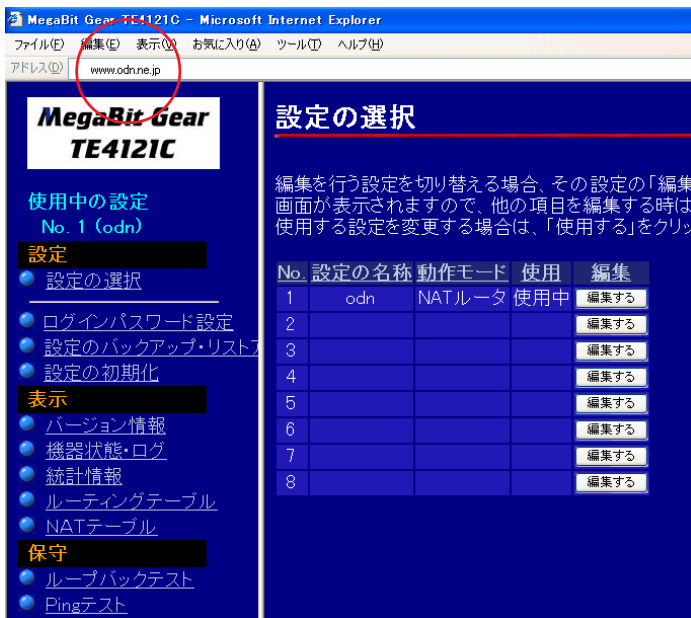 MegaBit Gear TE4121C - Microsoft Internet Explorer
ファイル(F) 編集(E) 表示(V) お気に入り(A) ツール(T) ヘルプ(H)
アドレス(D) www.odn.ne.jp
MegaBit Gear
TE4121C
使用中の設定
No. 1 (odn)
設定
設定の選択
ログインパスワード設定
設定のバックアップ・リストア
設定の初期化
表示
バージョン情報
機器状態・ログ
統計情報
ルーティングテーブル
NATテーブル
保守
ループバックテスト
Pingテスト
設定の選択
編集を行う設定を切り替える場合、その設定の「編集
画面が表示されますので、他の項目を編集する時は
使用する設定を変更する場合は、「使用する」をクリッ
No. 設定の名称 動作モード 使用 編集
1 odn NATルータ 使用中 編集する
2 編集する
3 編集する
4 編集する
5 編集する
6 編集する
7 編集する
8 編集する